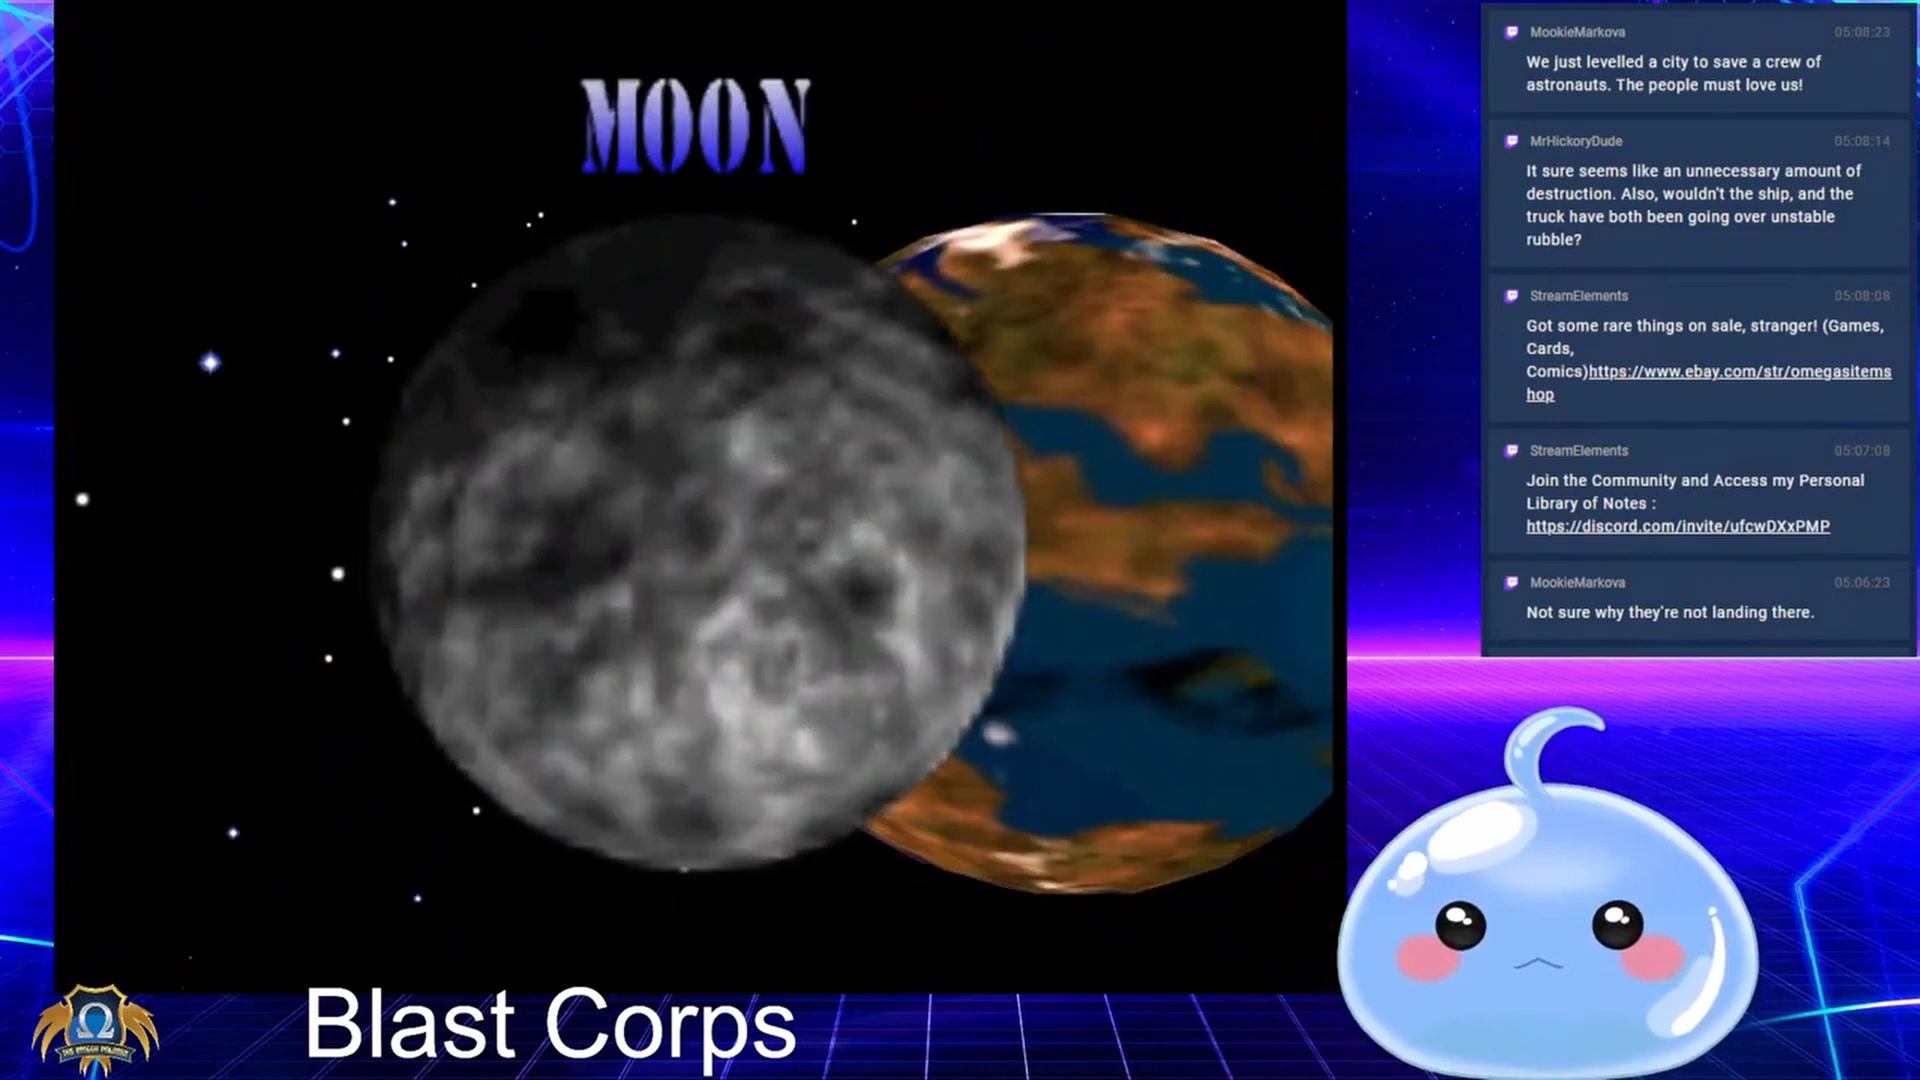 MOON
MookieMarkova 05:08:23
We just levelled a city to save a crew of
astronauts. The people must love us!
MrHickoryDude 05:08:14
It sure seems like an unnecessary amount of
destruction. Also, wouldn't the ship, and the
truck have both been going over unstable
rubble?
StreamElements 05:08:08
Got some rare things on sale, stranger! (Games,
Cards,
Comics)https://www.ebay.com/str/omegasitems
hop
StreamElements 05:07:08
Join the Community and Access my Personal
Library of Notes :
https://discord.com/invite/ufcwDXxPMP
MookieMarkova 05:06:23
Not sure why they're not landing there.
Blast Corps
Ω